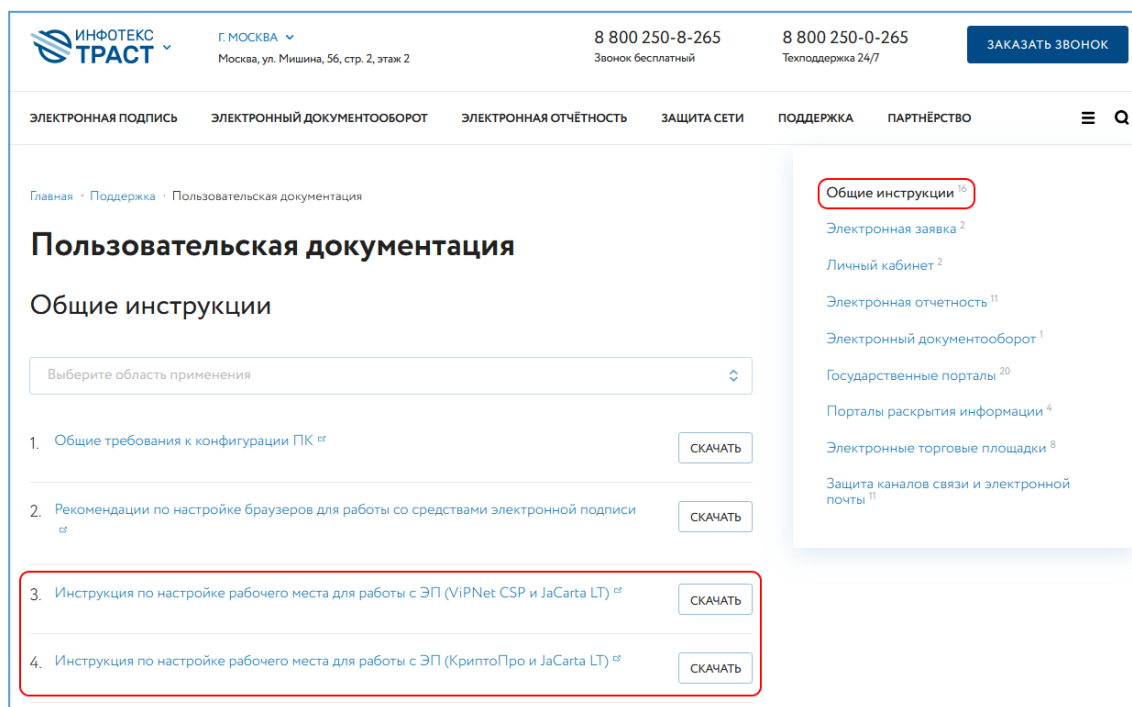 ИНФОТЕКС
ТРАСТ
Г. МОСКВА
Москва, ул. Мишина, 56, стр. 2, этаж 2
8 800 250-8-265
Звонок бесплатный
8 800 250-0-265
Техподдержка 24/7
ЗАКАЗАТЬ ЗВОНОК
ЭЛЕКТРОННАЯ ПОДПИСЬ ЭЛЕКТРОННЫЙ ДОКУМЕНТООБОРОТ ЭЛЕКТРОННАЯ ОТЧЁТНОСТЬ ЗАЩИТА СЕТИ ПОДДЕРЖКА ПАРТНЁРСТВО
Главная · Поддержка · Пользовательская документация
Пользовательская документация
Общие инструкции
Выберите область применения
1. Общие требования к конфигурации ПК
СКАЧАТЬ
2. Рекомендации по настройке браузеров для работы со средствами электронной подписи
СКАЧАТЬ
3. Инструкция по настройке рабочего места для работы с ЭП (ViPNet CSP и JaCarta LT)
СКАЧАТЬ
4. Инструкция по настройке рабочего места для работы с ЭП (КриптоПро и JaCarta LT)
СКАЧАТЬ
Общие инструкции 16
Электронная заявка 2
Личный кабинет 2
Электронная отчетность 11
Электронный документооборот 1
Государственные порталы 20
Порталы раскрытия информации 4
Электронные торговые площадки 8
Защита каналов связи и электронной
почты 11